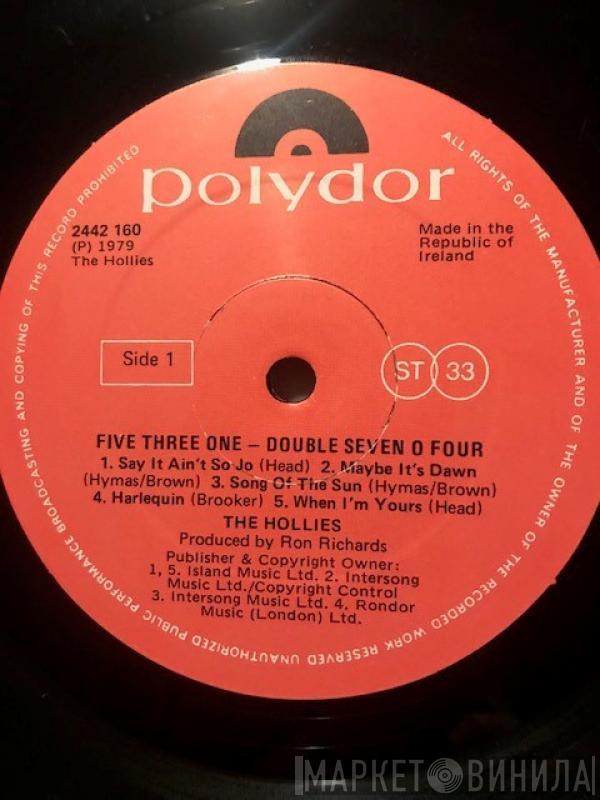 polydor
2442 160
(P) 1979
The Hollies
Made in the
Republic of
Ireland
Side 1
ST 33
FIVE THREE ONE – DOUBLE SEVEN O FOUR
1. Say It Ain't So Jo (Head) 2. Maybe It's Dawn
(Hymas/Brown) 3. Song Of The Sun (Hymas/Brown)
4. Harlequin (Brooker) 5. When I'm Yours (Head)
THE HOLLIES
Produced by Ron Richards
Publisher & Copyright Owner:
1, 5. Island Music Ltd. 2. Intersong
Music Ltd./Copyright Control
3. Intersong Music Ltd. 4. Rondor
Music (London) Ltd.
ALL RIGHTS OF THE MANUFACTURER AND OF THE OWNER OF THE RECORDED WORK RESERVED UNAUTHORIZED PUBLIC PERFORMANCE BROADCASTING AND COPYING OF THIS RECORD PROHIBITED
МАРКЕТ ВИНИЛА